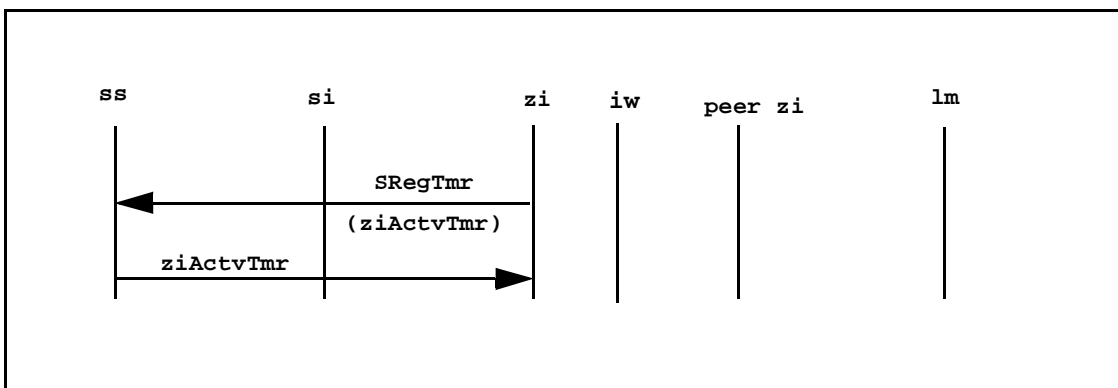 ss si zi iw peer zi lm
SRegTmr
(ziActvTmr)
ziActvTmr